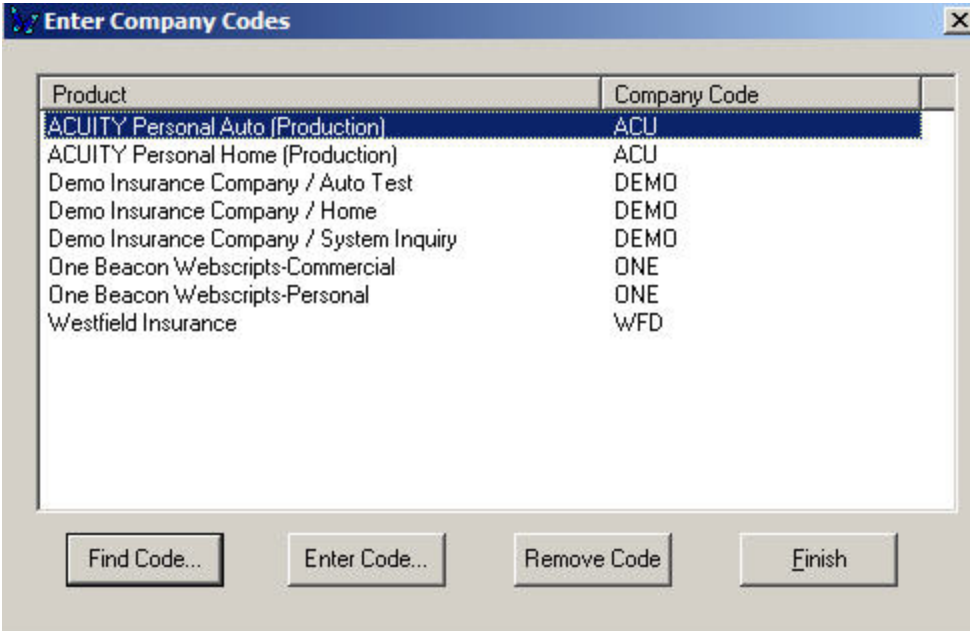 Enter Company Codes
Product Company Code
ACUITY Personal Auto (Production) ACU
ACUITY Personal Home (Production) ACU
Demo Insurance Company / Auto Test DEMO
Demo Insurance Company / Home DEMO
Demo Insurance Company / System Inquiry DEMO
One Beacon Webscripts-Commercial ONE
One Beacon Webscripts-Personal ONE
Westfield Insurance WFD
Find Code... Enter Code... Remove Code Finish